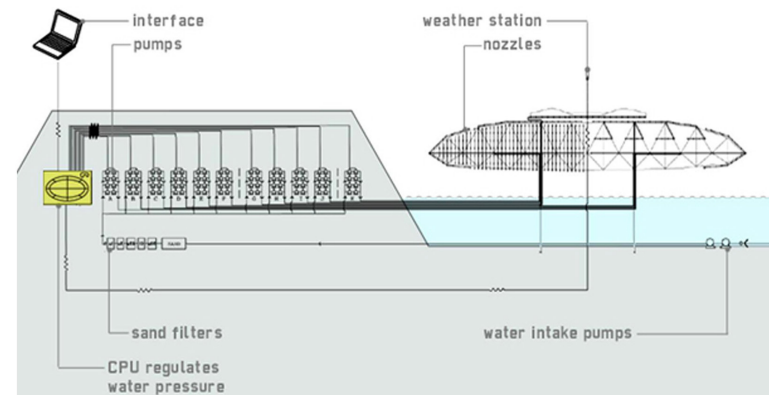 interface
weather station
pumps
nozzles
A B C D E F G H I J K
sand filters
water intake pumps
CPU regulates
water pressure